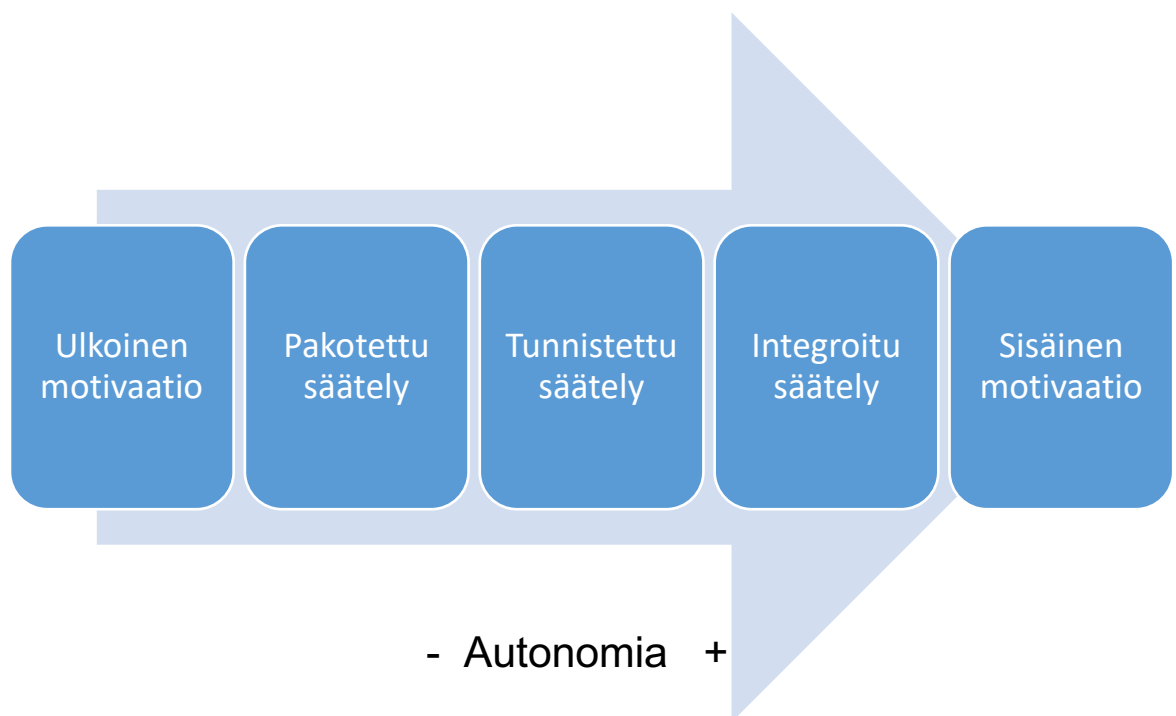 Ulkoinen
motivaatio
Pakotettu
säätely
Tunnistettu
säätely
Integroitu
säätely
Sisäinen
motivaatio
- Autonomia +